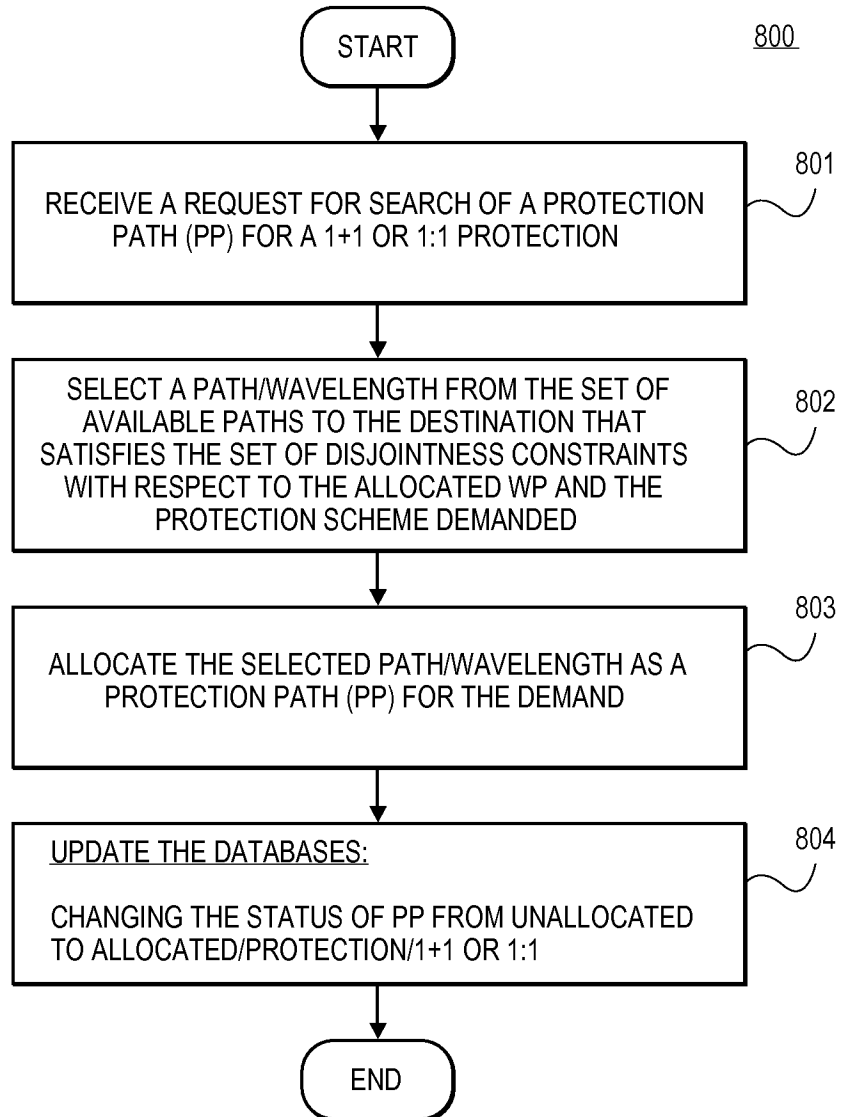 START
800
RECEIVE A REQUEST FOR SEARCH OF A PROTECTION
PATH (PP) FOR A 1+1 OR 1:1 PROTECTION
801
SELECT A PATH/WAVELENGTH FROM THE SET OF
AVAILABLE PATHS TO THE DESTINATION THAT
SATISFIES THE SET OF DISJOINTNESS CONSTRAINTS
WITH RESPECT TO THE ALLOCATED WP AND THE
PROTECTION SCHEME DEMANDED
802
ALLOCATE THE SELECTED PATH/WAVELENGTH AS A
PROTECTION PATH (PP) FOR THE DEMAND
803
UPDATE THE DATABASES:
CHANGING THE STATUS OF PP FROM UNALLOCATED
TO ALLOCATED/PROTECTION/1+1 OR 1:1
804
END